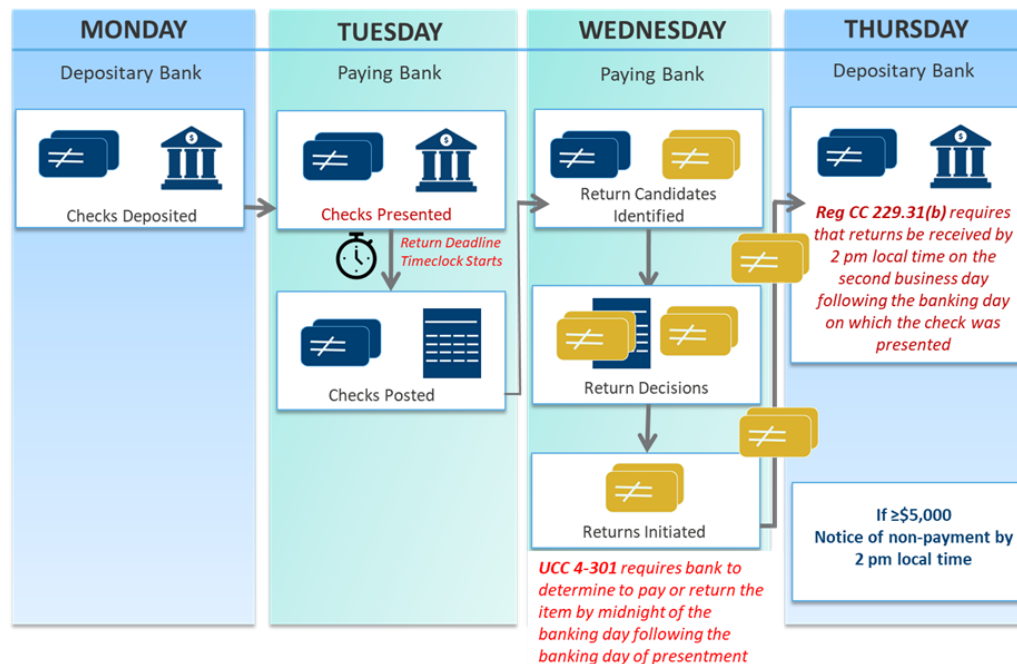 MONDAY
Depositary Bank
Checks Deposited
TUESDAY
Paying Bank
Checks Presented
Return Deadline
Timeclock Starts
Checks Posted
WEDNESDAY
Paying Bank
Return Candidates
Identified
Return Decisions
Returns Initiated
UCC 4-301 requires bank to
determine to pay or return the
item by midnight of the
banking day following the
banking day of presentment
THURSDAY
Depositary Bank
Reg CC 229.31(b) requires
that returns be received by
2 pm local time on the
second business day
following the banking day
on which the check was
presented
If ≥$5,000
Notice of non-payment by
2 pm local time